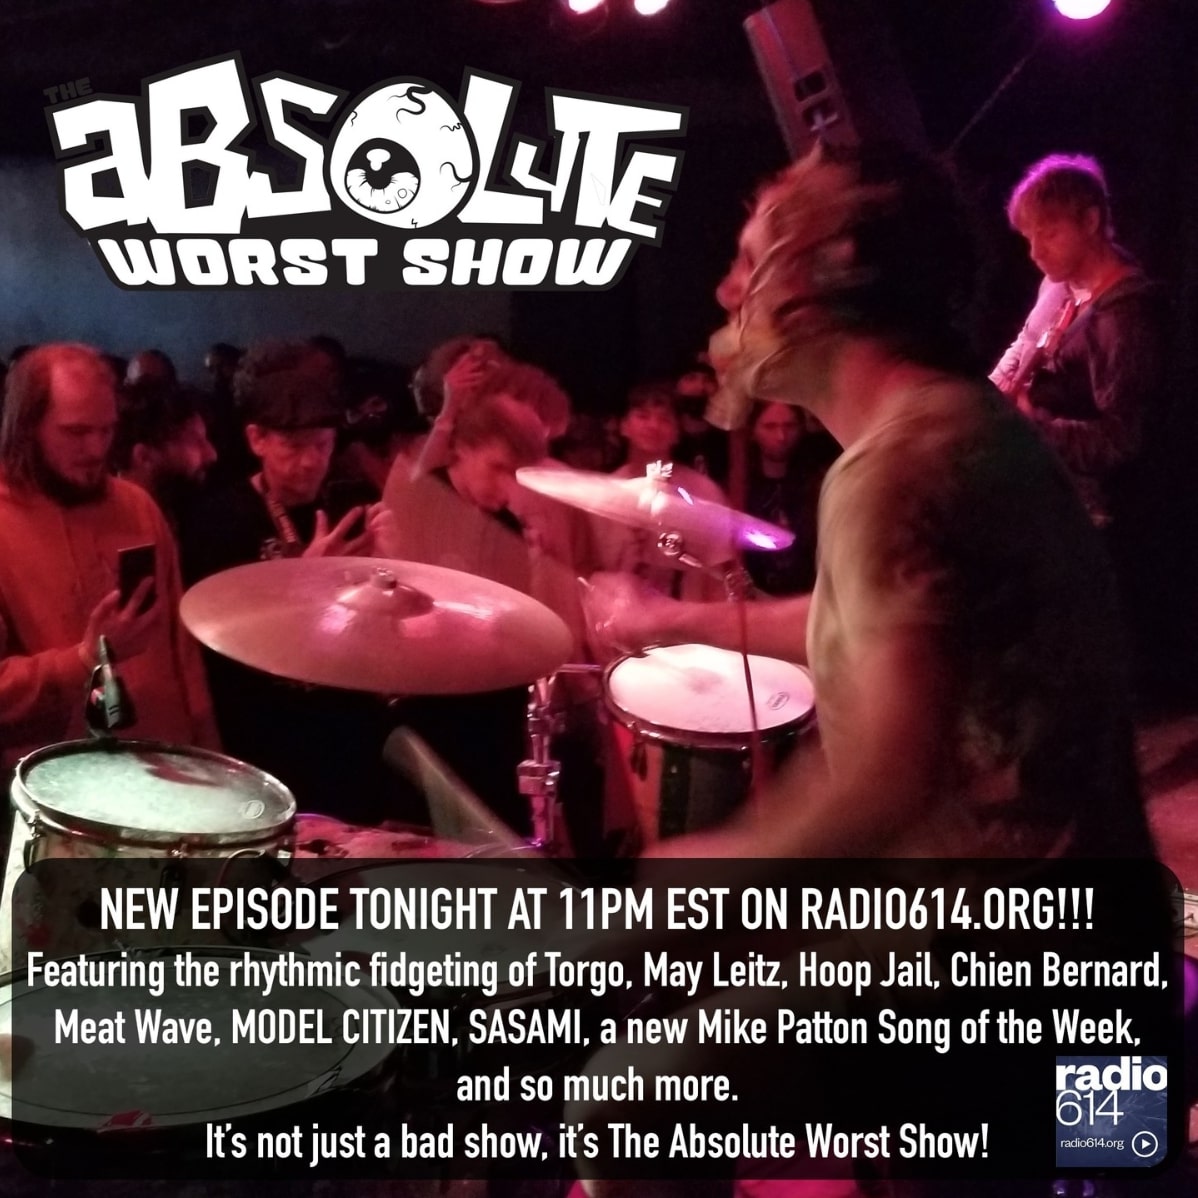 THE
ABSOLUTE
WORST SHOW
NEW EPISODE TONIGHT AT 11PM EST ON RADIO614.ORG!!!
Featuring the rhythmic fidgeting of Torgo, May Leitz, Hoop Jail, Chien Bernard,
Meat Wave, MODEL CITIZEN, SASAMI, a new Mike Patton Song of the Week,
and so much more.
It's not just a bad show, it's The Absolute Worst Show!
radio
614
radio614.org